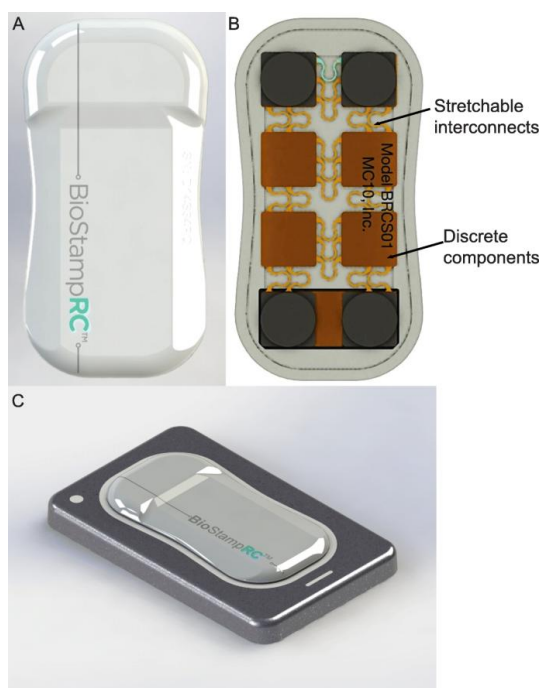 A
B
BioStampRC™
Stretchable
interconnects
Model BRCS01
MC10, Inc.
Discrete
components
C
BioStampRC™